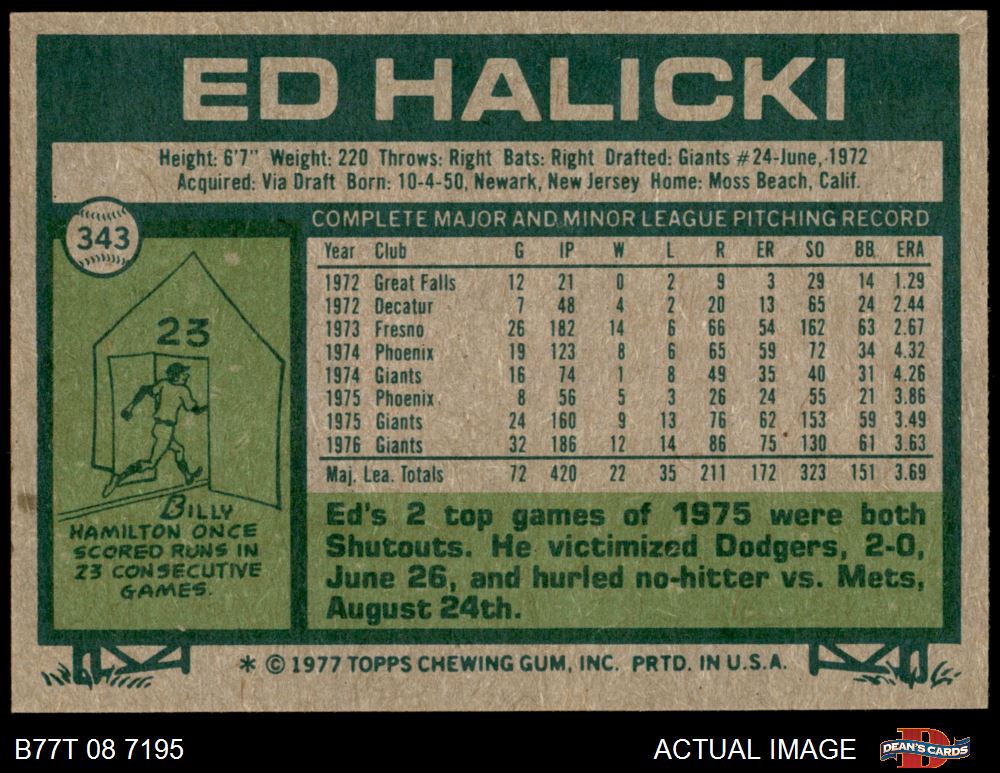 ED HALICKI
Height: 6'7" Weight: 220 Throws: Right Bats: Right Drafted: Giants #24-June, 1972
Acquired: Via Draft Born: 10-4-50, Newark, New Jersey Home: Moss Beach, Calif.
343
COMPLETE MAJOR AND MINOR LEAGUE PITCHING RECORD
Year Club G IP W L R ER SO BB ERA
1972 Great Falls 12 21 0 2 9 3 29 14 1.29
1972 Decatur 7 48 4 2 20 13 65 24 2.44
1973 Fresno 26 182 14 6 66 54 162 63 2.67
1974 Phoenix 19 123 8 6 65 59 72 34 4.32
1974 Giants 16 74 1 8 49 35 40 31 4.26
1975 Phoenix 8 56 5 3 26 24 55 21 3.86
1975 Giants 24 160 9 13 76 62 153 59 3.49
1976 Giants 32 186 12 14 86 75 130 61 3.63
Maj. Lea. Totals 72 420 22 35 211 172 323 151 3.69
23
BILLY
HAMILTON ONCE
SCORED RUNS IN
23 CONSECUTIVE
GAMES.
Ed's 2 top games of 1975 were both
Shutouts. He victimized Dodgers, 2-0,
June 26, and hurled no-hitter vs. Mets,
August 24th.
* © 1977 TOPPS CHEWING GUM, INC. PRTD. IN U.S.A.
B77T 08 7195
ACTUAL IMAGE
DEAN'S CARDS